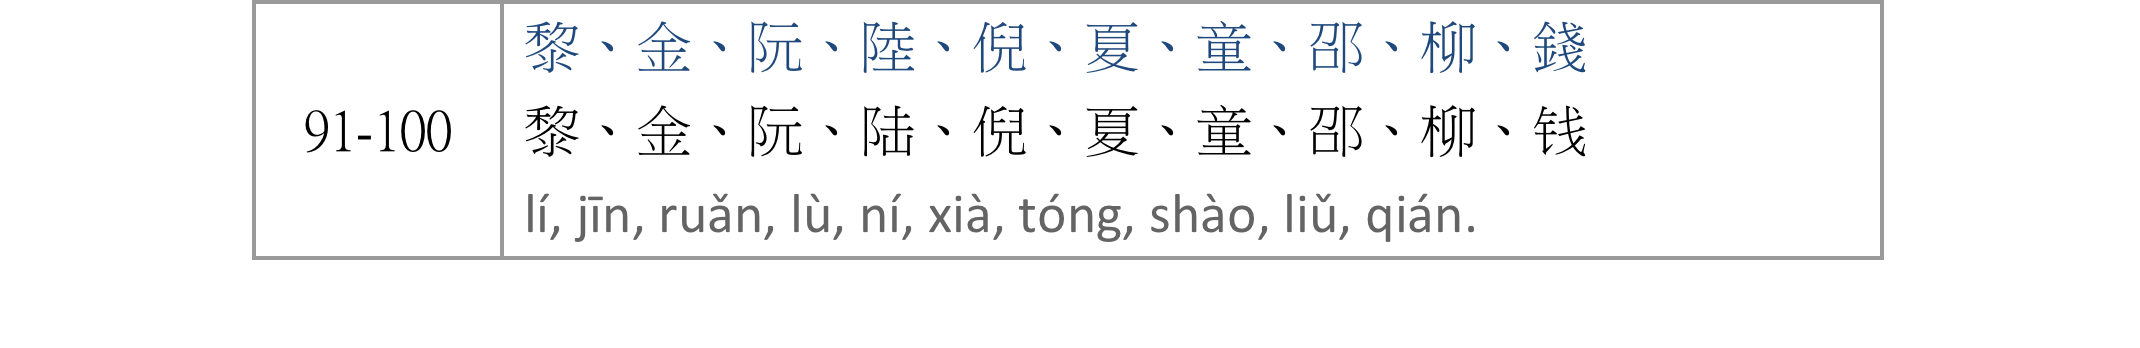 黎、金、阮、陸、倪、夏、童、邵、柳、錢
91-100
黎、金、阮、陆、倪、夏、童、邵、柳、钱
lí, jīn, ruǎn, lù, ní, xià, tóng, shào, liǔ, qián.